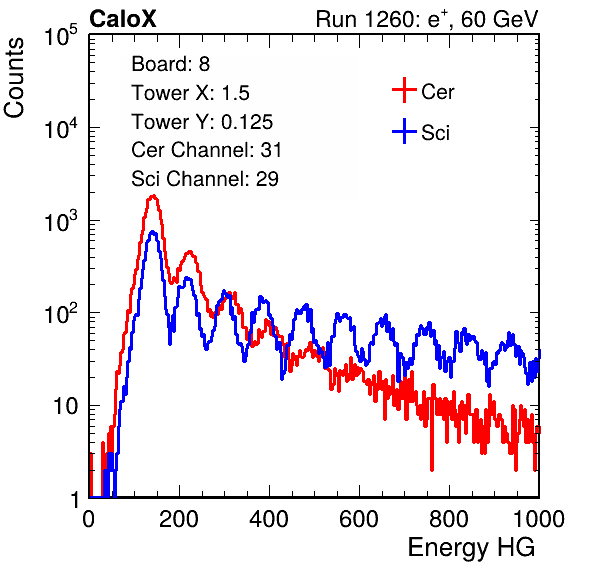 CaloX Run 1260: e⁺, 60 GeV
Counts
Board: 8
Tower X: 1.5
Tower Y: 0.125
Cer Channel: 31
Sci Channel: 29
Cer
Sci
10⁵
10⁴
10³
10²
10
1
0 200 400 600 800 1000
Energy HG